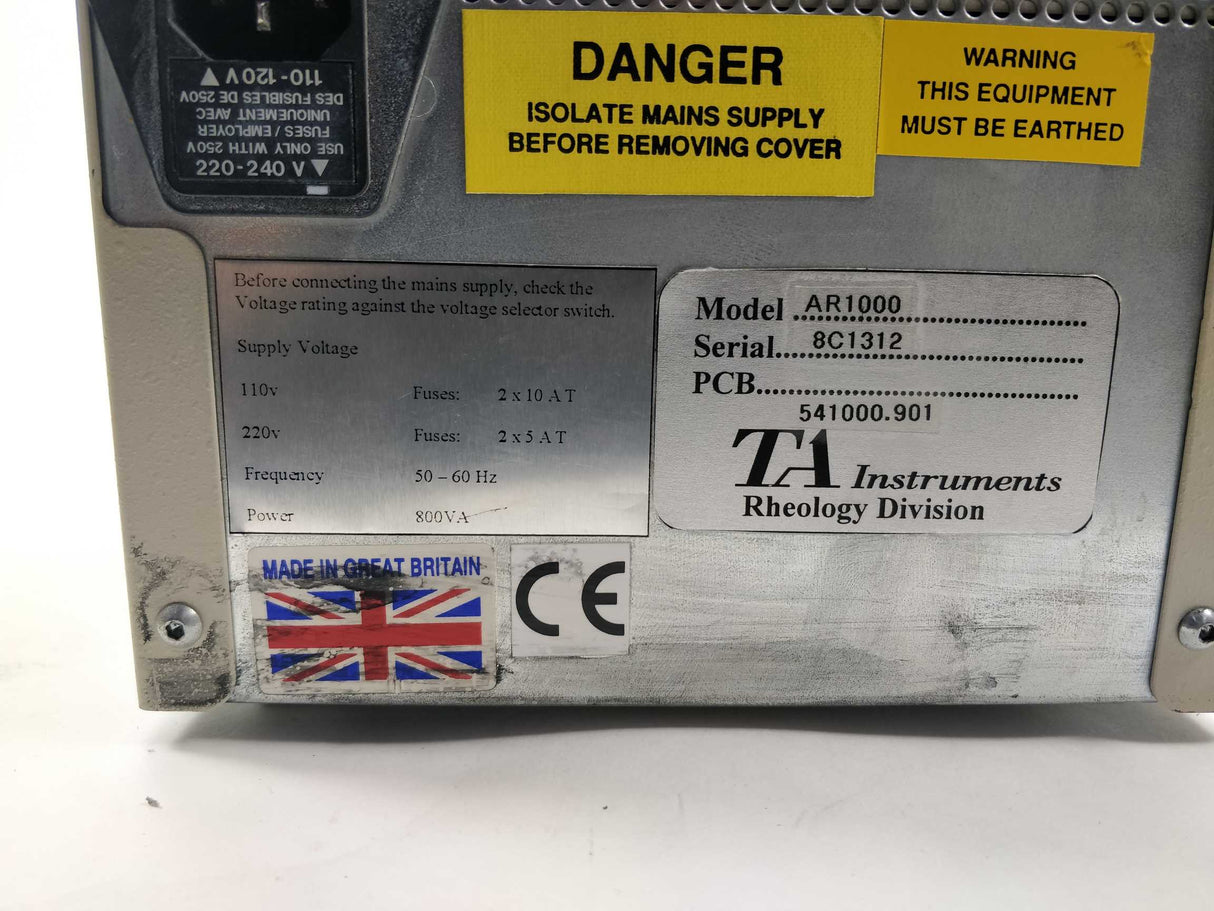 110-120V ▲
DES FUSIBLES DE 250V
UNIQUEMENT AVEC
FUSES / EMPLOYER
USE ONLY WITH 250V
220-240 V ▼
DANGER
ISOLATE MAINS SUPPLY
BEFORE REMOVING COVER
WARNING
THIS EQUIPMENT
MUST BE EARTHED
Before connecting the mains supply, check the
Voltage rating against the voltage selector switch.
Supply Voltage
110v Fuses: 2 x 10 A T
220v Fuses: 2 x 5 A T
Frequency 50 – 60 Hz
Power 800VA
Model AR1000
Serial 8C1312
PCB
541000.901
TA Instruments
Rheology Division
MADE IN GREAT BRITAIN
CE